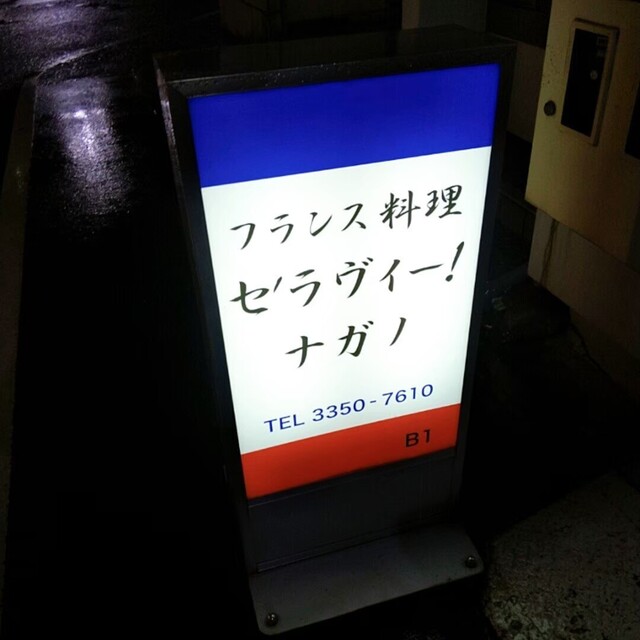 フランス料理
セ'ラヴィー!
ナガノ
TEL 3350-7610
B1